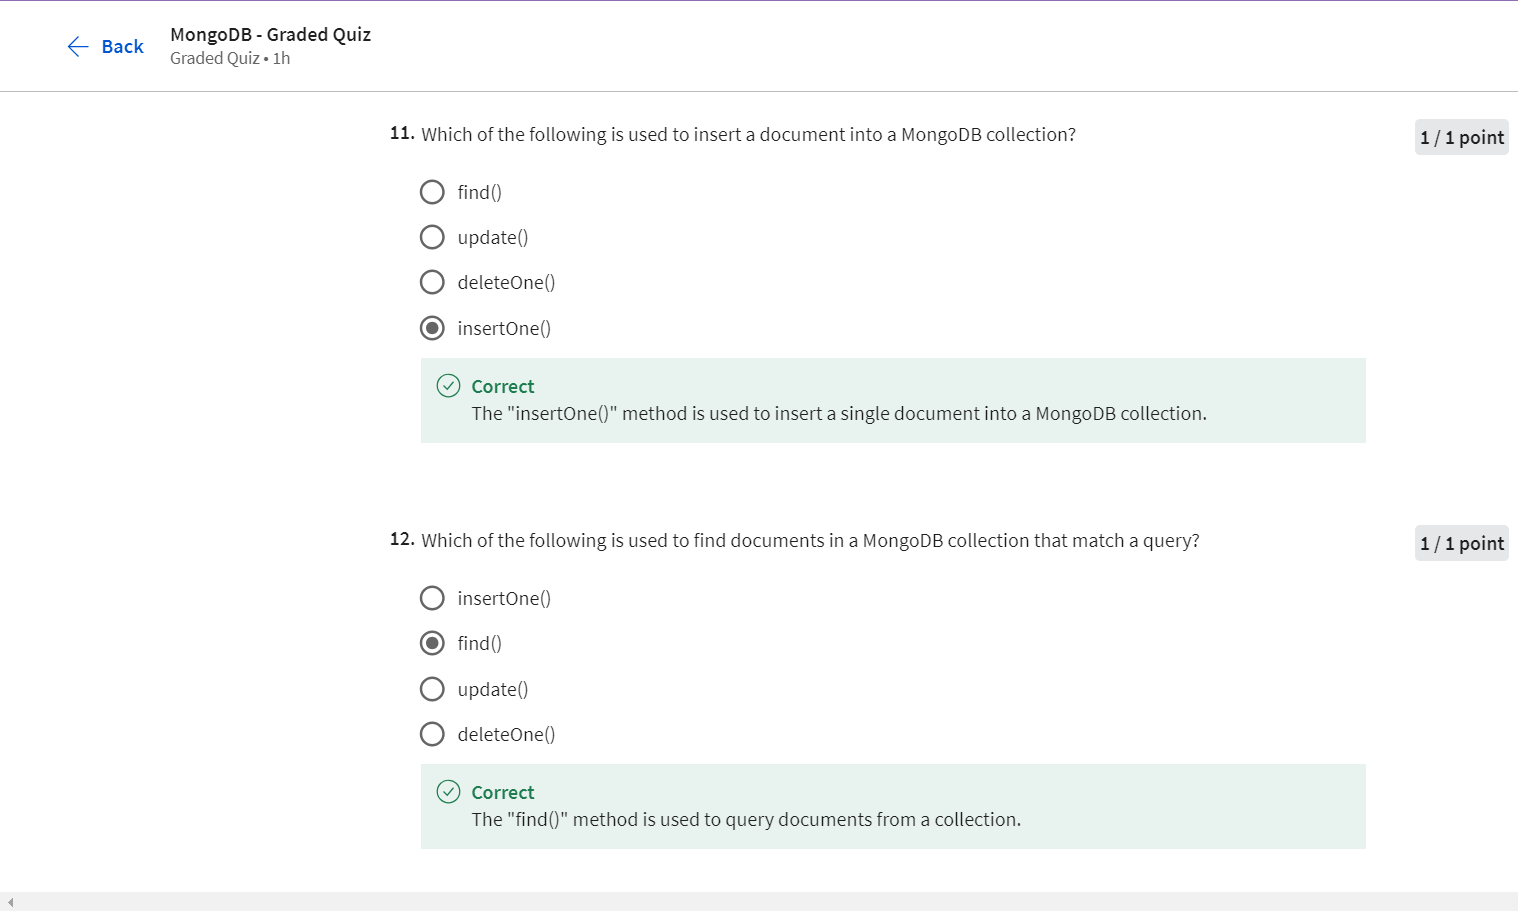 Back
MongoDB - Graded Quiz
Graded Quiz • 1h
11. Which of the following is used to insert a document into a MongoDB collection?
1 / 1 point
find()
update()
deleteOne()
insertOne()
Correct
The "insertOne()" method is used to insert a single document into a MongoDB collection.
12. Which of the following is used to find documents in a MongoDB collection that match a query?
1 / 1 point
insertOne()
find()
update()
deleteOne()
Correct
The "find()" method is used to query documents from a collection.